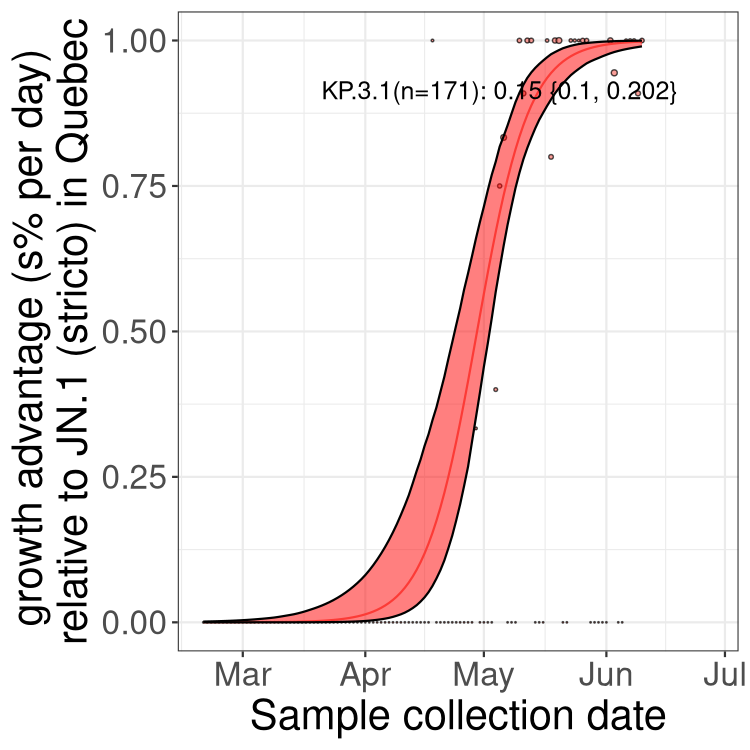 growth advantage (s% per day)
relative to JN.1 (stricto) in Quebec
1.00
0.75
0.50
0.25
0.00
KP.3.1(n=171): 0.15 {0.1, 0.202}
Mar Apr May Jun Jul
Sample collection date